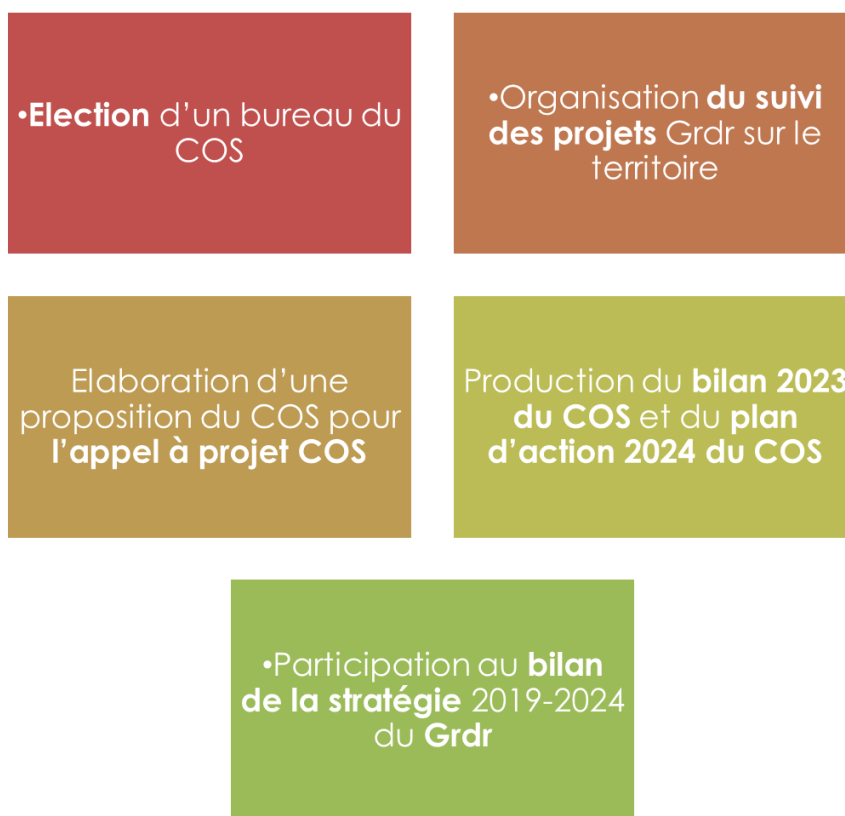 •Election d'un bureau du
COS
•Organisation du suivi
des projets Grdr sur le
territoire
Elaboration d'une
proposition du COS pour
l'appel à projet COS
Production du bilan 2023
du COS et du plan
d'action 2024 du COS
•Participation au bilan
de la stratégie 2019-2024
du Grdr